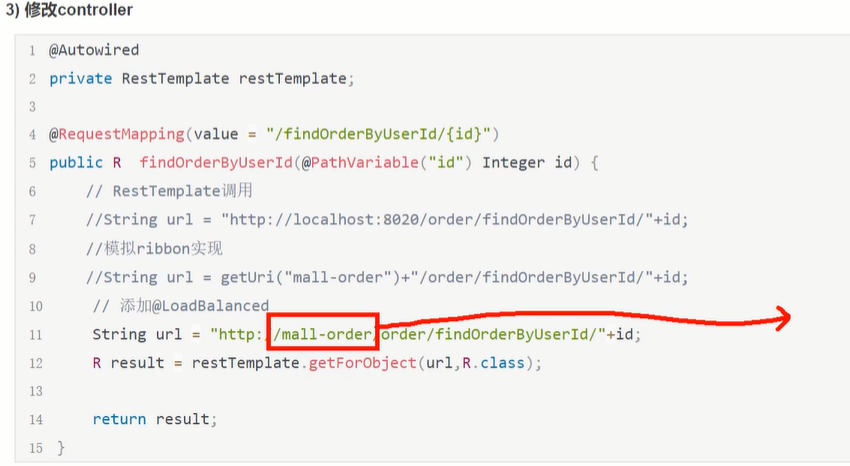 3) 修改controller
1 @Autowired
2 private RestTemplate restTemplate;
3
4 @RequestMapping(value = "/findOrderByUserId/{id}")
5 public R  findOrderByUserId(@PathVariable("id") Integer id) {
6     // RestTemplate调用
7     //String url = "http://localhost:8020/order/findOrderByUserId/"+id;
8     //模拟ribbon实现
9     //String url = getUri("mall-order")+"/order/findOrderByUserId/"+id;
10     // 添加@LoadBalanced
11     String url = "http://mall-order/order/findOrderByUserId/"+id;
12     R result = restTemplate.getForObject(url,R.class);
13
14     return result;
15 }